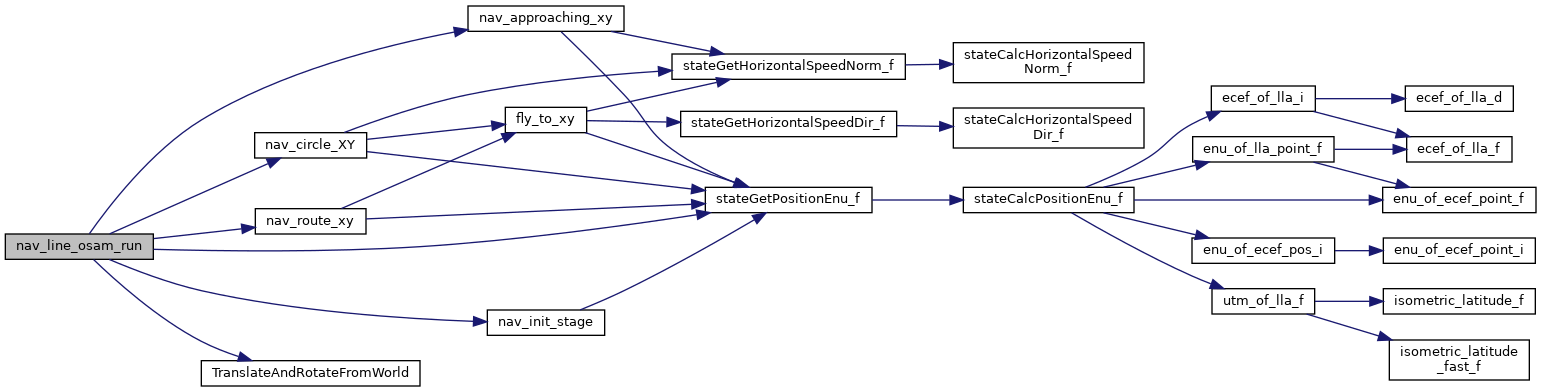 nav_line_osam_run
nav_approaching_xy
nav_circle_XY
nav_route_xy
nav_init_stage
TranslateAndRotateFromWorld
fly_to_xy
stateGetHorizontalSpeedNorm_f
stateGetHorizontalSpeedDir_f
stateGetPositionEnu_f
stateCalcHorizontalSpeed
Norm_f
stateCalcHorizontalSpeed
Dir_f
stateCalcPositionEnu_f
ecef_of_lla_i
enu_of_lla_point_f
enu_of_ecef_pos_i
utm_of_lla_f
ecef_of_lla_d
ecef_of_lla_f
enu_of_ecef_point_f
enu_of_ecef_point_i
isometric_latitude_f
isometric_latitude
_fast_f